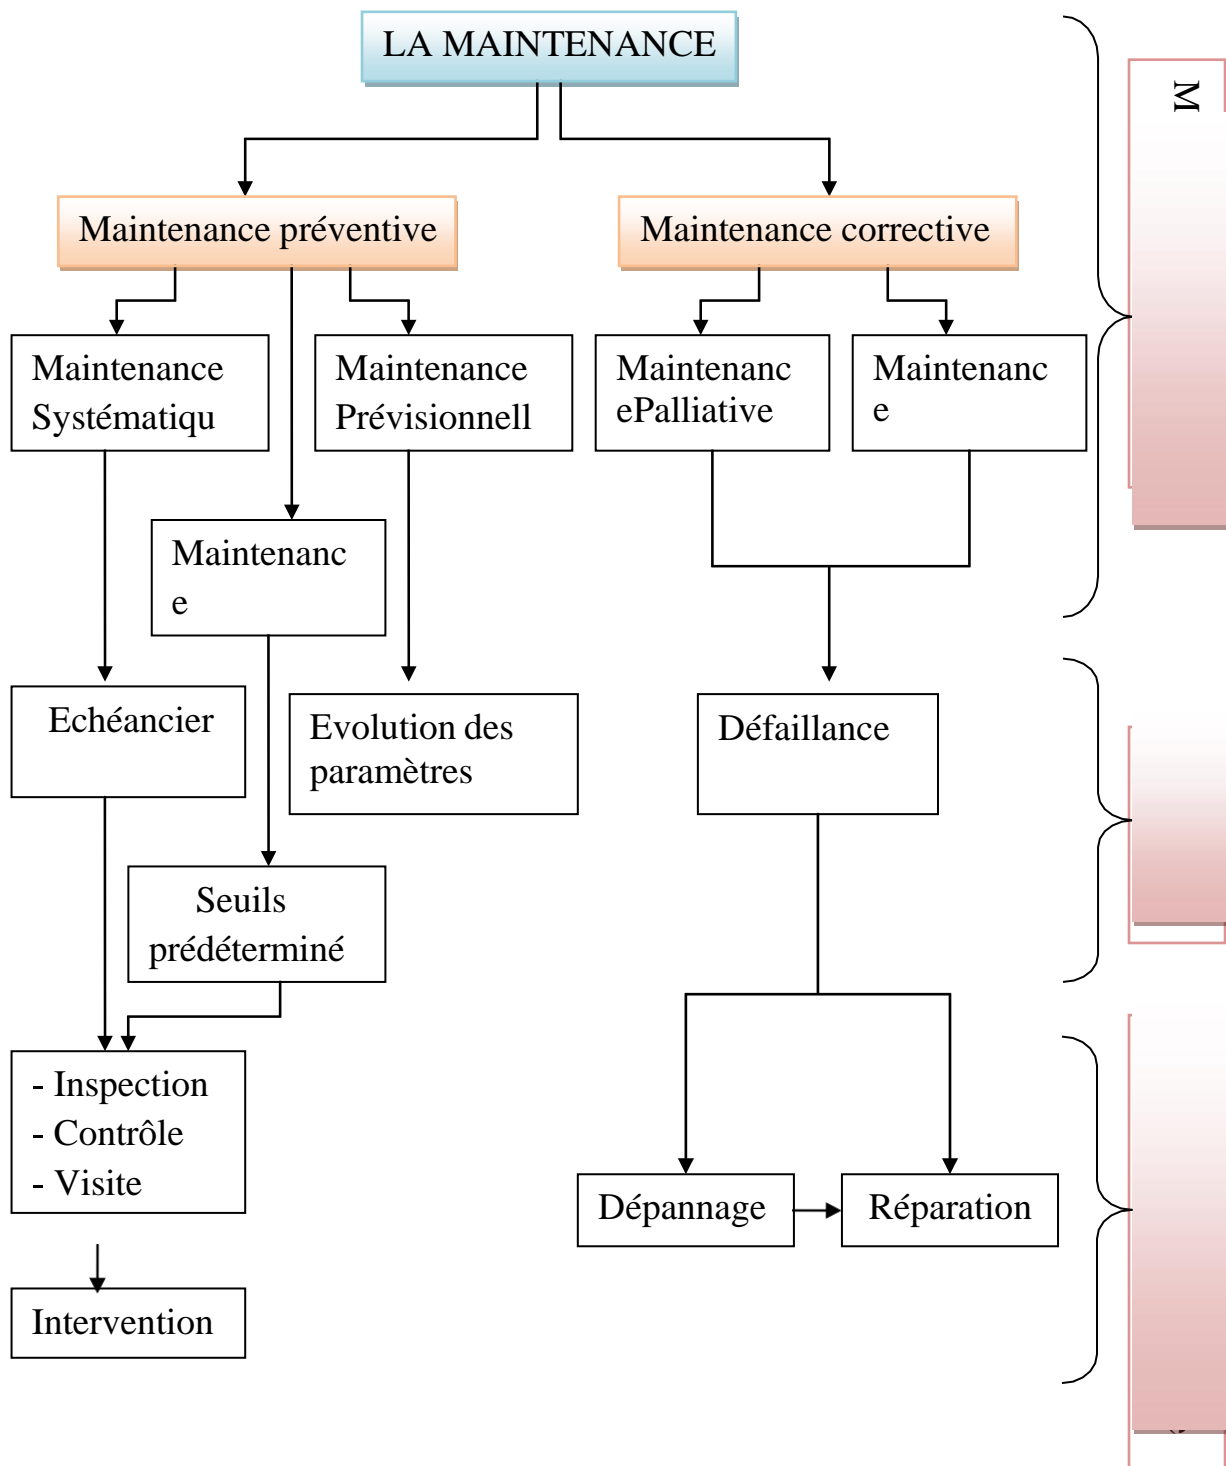 LA MAINTENANCE
M
Maintenance préventive
Maintenance corrective
Maintenance
Systématiqu
Maintenance
Prévisionnell
Maintenanc
ePalliative
Maintenanc
e
Maintenanc
e
Echéancier
Evolution des
paramètres
Défaillance
Seuils
prédéterminé
- Inspection
- Contrôle
- Visite
Dépannage
Réparation
Intervention